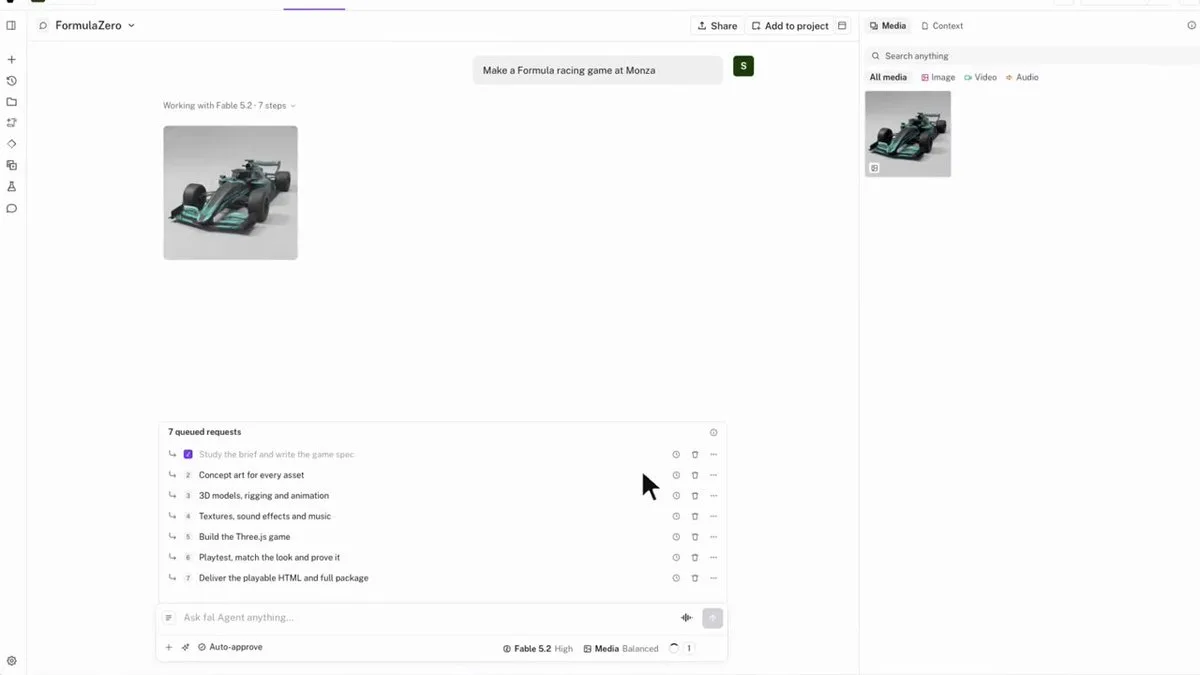 FormulaZero
Share
Add to project
Media
Context
Search anything
All media
Image
Video
Audio
Make a Formula racing game at Monza
S
Working with Fable 5.2 · 7 steps
7 queued requests
Study the brief and write the game spec
2 Concept art for every asset
3 3D models, rigging and animation
4 Textures, sound effects and music
5 Build the Three.js game
6 Playtest, match the look and prove it
7 Deliver the playable HTML and full package
Ask fal Agent anything...
Auto-approve
Fable 5.2 High
Media Balanced
1